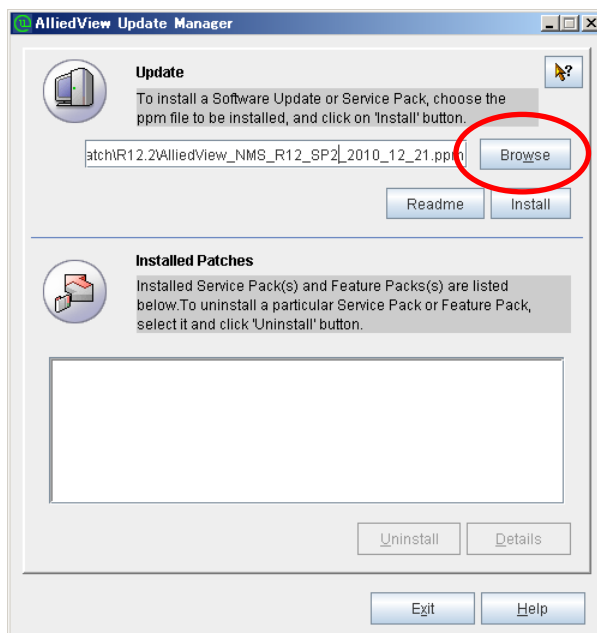 AlliedView Update Manager
Update
To install a Software Update or Service Pack, choose the
ppm file to be installed, and click on 'Install' button.
atch\R12.2\AlliedView_NMS_R12_SP2_2010_12_21.ppm
Browse
Readme
Install
Installed Patches
Installed Service Pack(s) and Feature Packs(s) are listed
below.To uninstall a particular Service Pack or Feature Pack,
select it and click 'Uninstall' button.
Uninstall
Details
Exit
Help